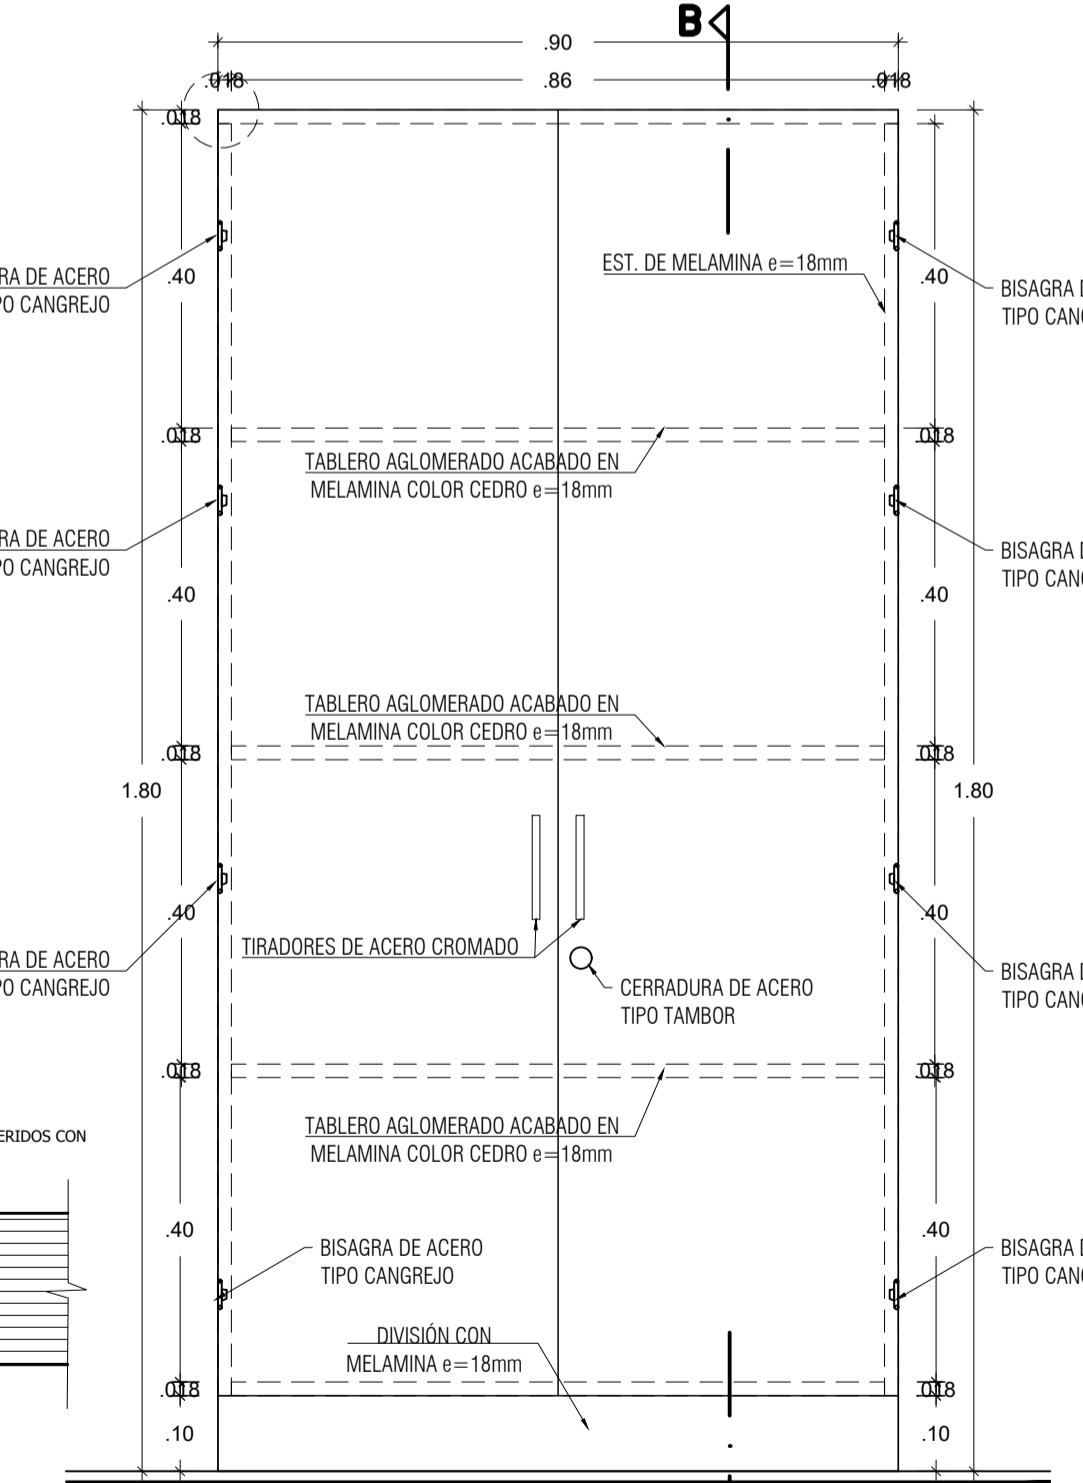 B
.90
.018 .86 .018
.018
EST. DE MELAMINA e=18mm
RA DE ACERO
PO CANGREJO
.40
.40
BISAGRA D
TIPO CANG
.018
.018
TABLERO AGLOMERADO ACABADO EN
MELAMINA COLOR CEDRO e=18mm
RA DE ACERO
PO CANGREJO
BISAGRA D
TIPO CANG
.40
.40
TABLERO AGLOMERADO ACABADO EN
MELAMINA COLOR CEDRO e=18mm
.018
.018
1.80
1.80
.40
.40
TIRADORES DE ACERO CROMADO
RA DE ACERO
PO CANGREJO
BISAGRA D
TIPO CANG
CERRADURA DE ACERO
TIPO TAMBOR
.018
.018
TABLERO AGLOMERADO ACABADO EN
MELAMINA COLOR CEDRO e=18mm
ERIDOS CON
.40
.40
BISAGRA DE ACERO
TIPO CANGREJO
BISAGRA D
TIPO CANG
DIVISIÓN CON
MELAMINA e=18mm
.018
.018
.10
.10